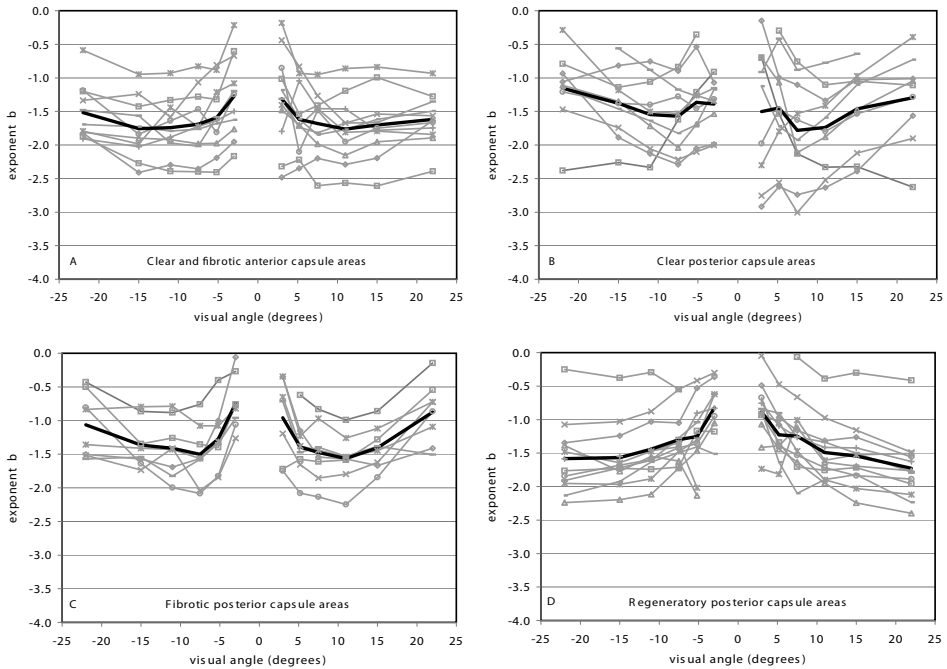 0.0
-0.5
-1.0
-1.5
-2.0
-2.5
-3.0
-3.5
-4.0
exponent b
A Clear and fibrotic anterior capsule areas
-25 -20 -15 -10 -5 0 5 10 15 20 25
visual angle (degrees)
0.0
-0.5
-1.0
-1.5
-2.0
-2.5
-3.0
-3.5
-4.0
exponent b
B Clear posterior capsule areas
-25 -20 -15 -10 -5 0 5 10 15 20 25
visual angle (degrees)
0.0
-0.5
-1.0
-1.5
-2.0
-2.5
-3.0
-3.5
-4.0
exponent b
C Fibrotic posterior capsule areas
-25 -20 -15 -10 -5 0 5 10 15 20 25
visual angle (degrees)
0.0
-0.5
-1.0
-1.5
-2.0
-2.5
-3.0
-3.5
-4.0
exponent b
D Regeneratory posterior capsule areas
-25 -20 -15 -10 -5 0 5 10 15 20 25
visual angle (degrees)